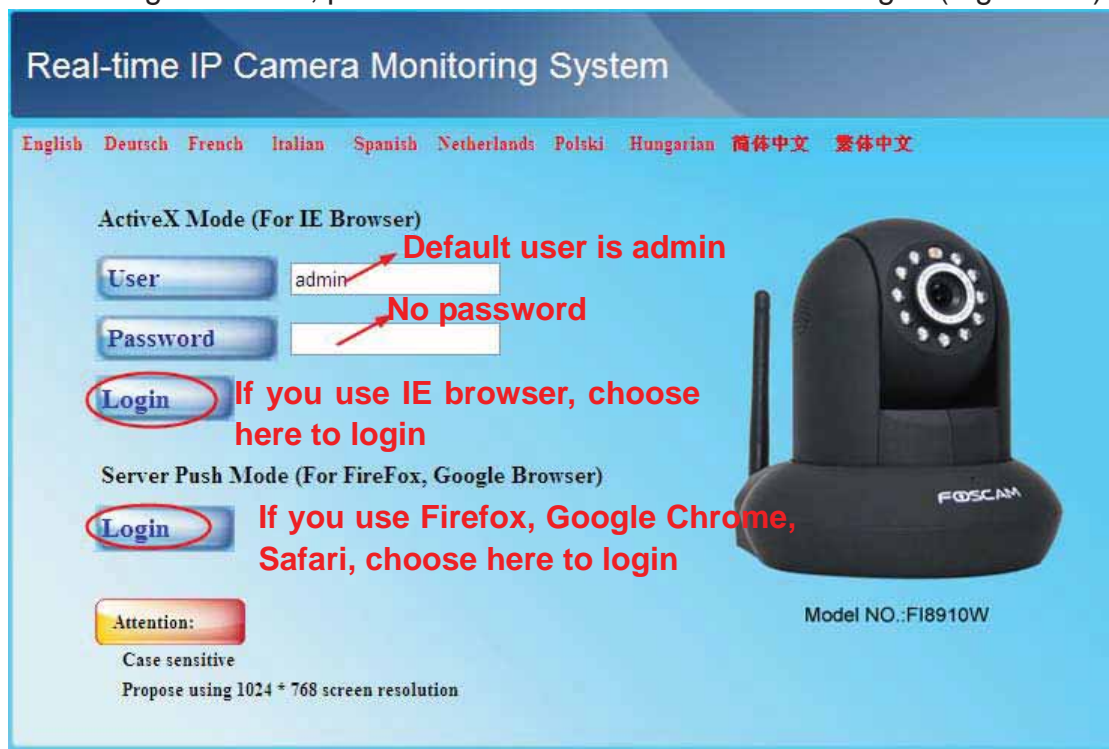 Real-time IP Camera Monitoring System
English Deutsch French Italian Spanish Netherlands Polski Hungarian 简体中文 繁体中文
ActiveX Mode (For IE Browser)
Default user is admin
User admin
No password
Password
Login If you use IE browser, choose
here to login
Server Push Mode (For FireFox, Google Browser)
Login If you use Firefox, Google Chrome,
Safari, choose here to login
FOSCAM
Model NO.:FI8910W
Attention:
Case sensitive
Propose using 1024 * 768 screen resolution